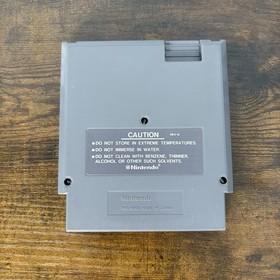 CAUTION
●DO NOT STORE IN EXTREME TEMPERATURES.
●DO NOT IMMERSE IN WATER.
●DO NOT CLEAN WITH BENZENE, THINNER,
ALCOHOL OR OTHER SUCH SOLVENTS.
®Nintendo®
Nintendo